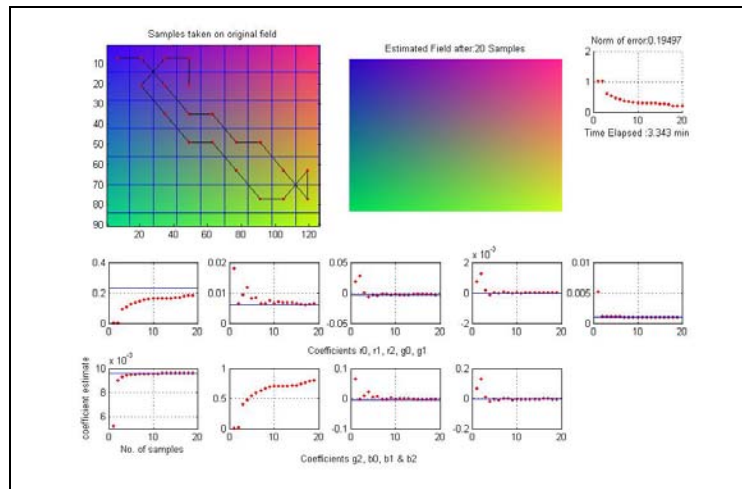 Samples taken on original field
Estimated Field after:20 Samples
Norm of error:0.19497
10
20
30
40
50
60
70
80
90
20 40 60 80 100 120
2
1
0
0 10 20
Time Elapsed :3.343 min
0.4
0.2
0
0 10 20
0.02
0.01
0
0 10 20
0.05
0
-0.05
0 10 20
x 10⁻³
2
0
-2
0 10 20
0.01
0.005
0
0 10 20
Coefficients r0, r1, r2, g0, g1
coefficient estimate
x 10⁻³
10
8
6
0 10 20
No. of samples
1
0.5
0
0 10 20
0.1
0
-0.1
0 10 20
0.2
0
-0.2
0 10 20
Coefficients g2, b0, b1 & b2